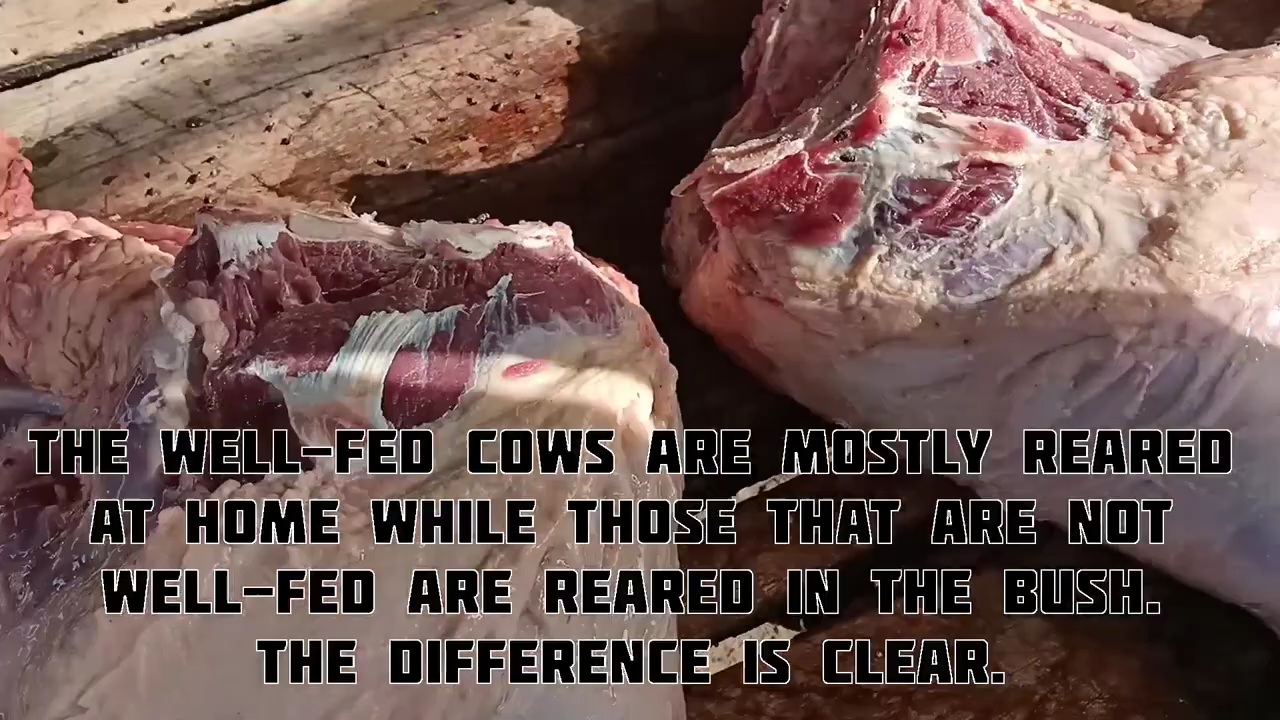 THE WELL-FED COWS ARE MOSTLY REARED
AT HOME WHILE THOSE THAT ARE NOT
WELL-FED ARE REARED IN THE BUSH.
THE DIFFERENCE IS CLEAR.